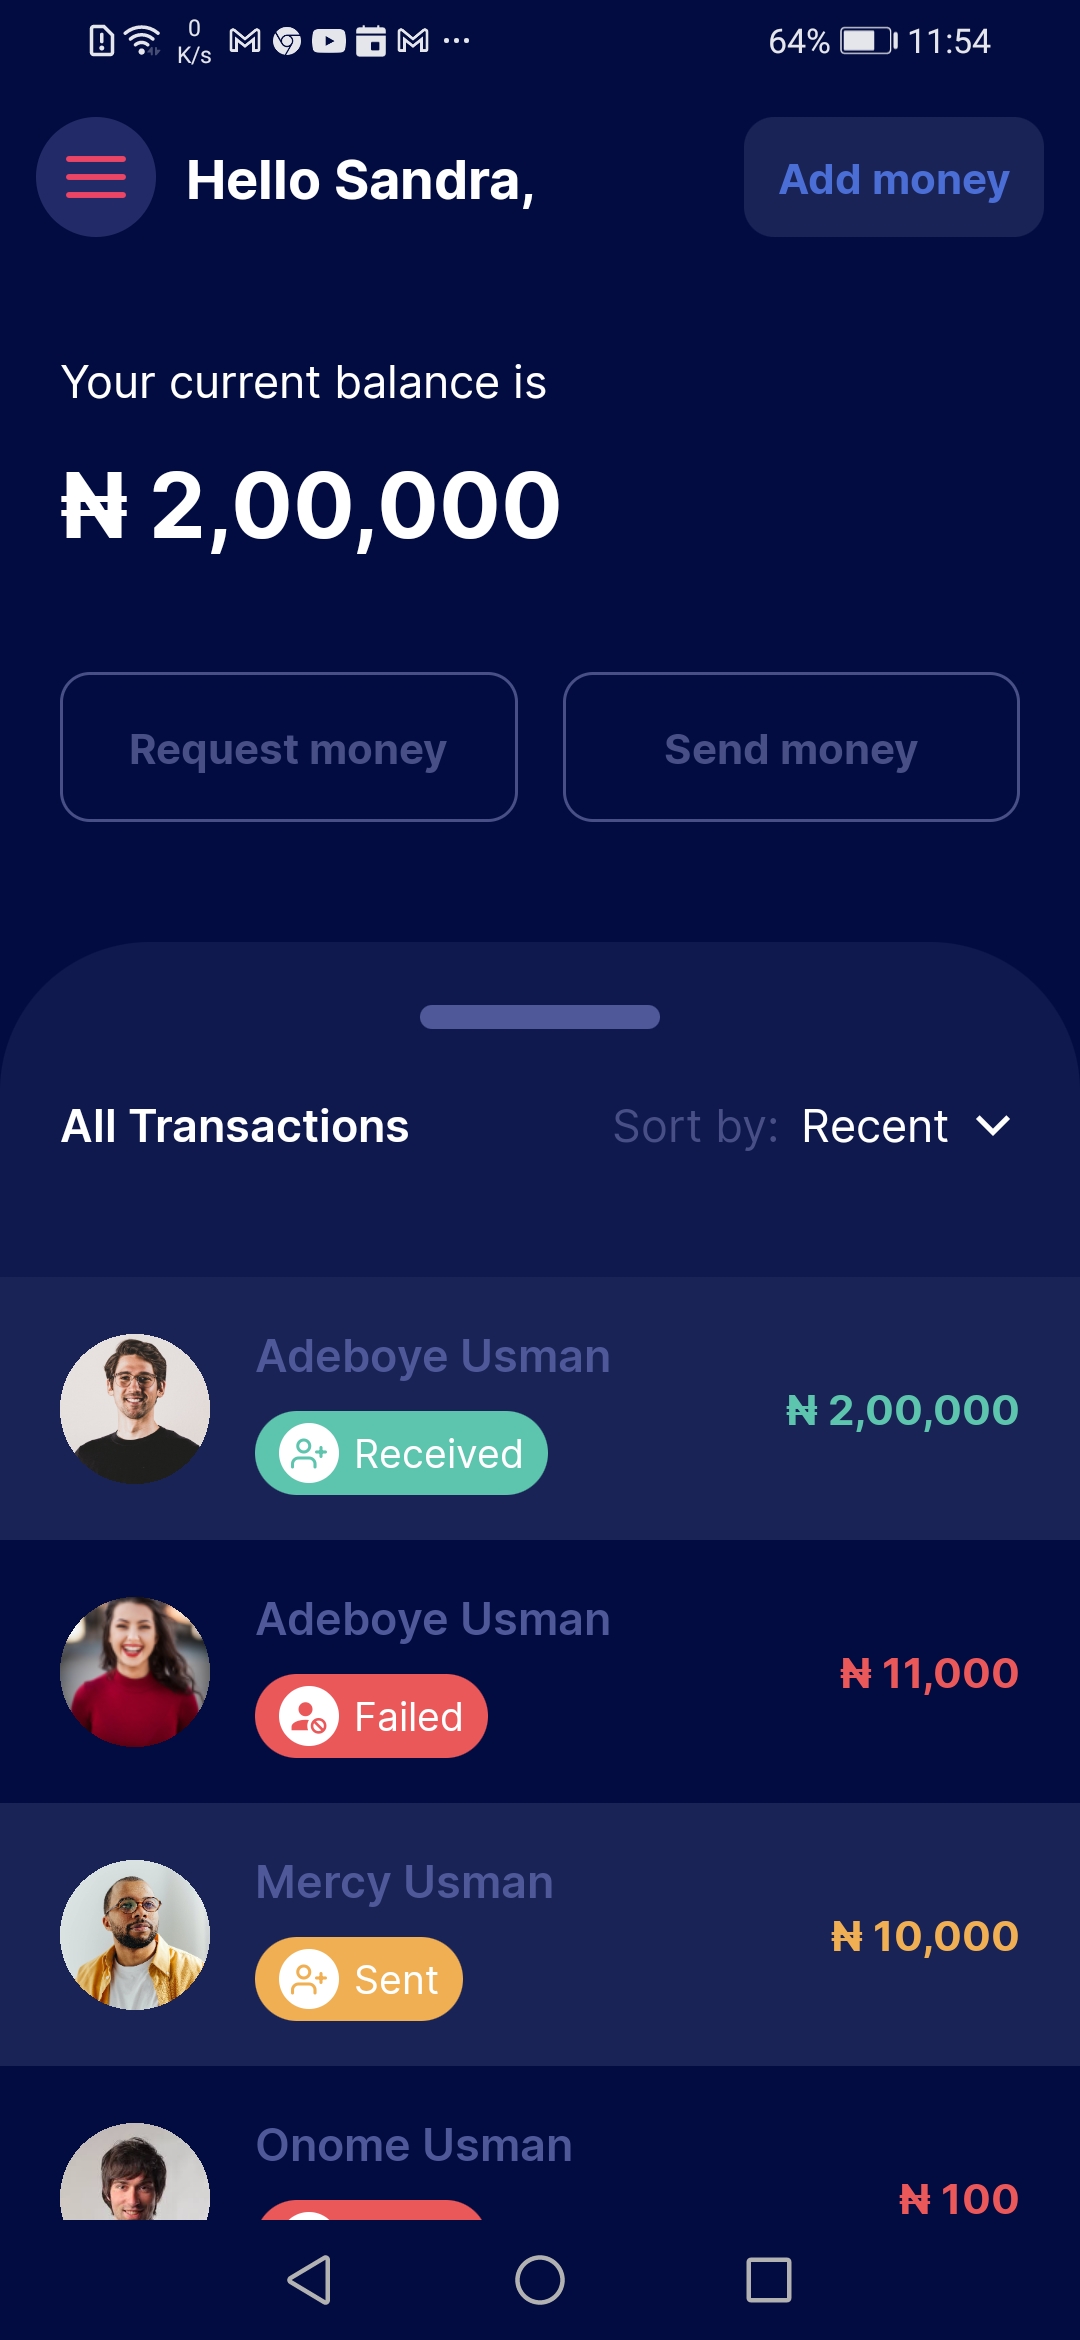 0
K/s
64% 11:54
Hello Sandra,
Add money
Your current balance is
₦ 2,00,000
Request money
Send money
All Transactions
Sort by: Recent
Adeboye Usman
Received
₦ 2,00,000
Adeboye Usman
Failed
₦ 11,000
Mercy Usman
Sent
₦ 10,000
Onome Usman
₦ 100